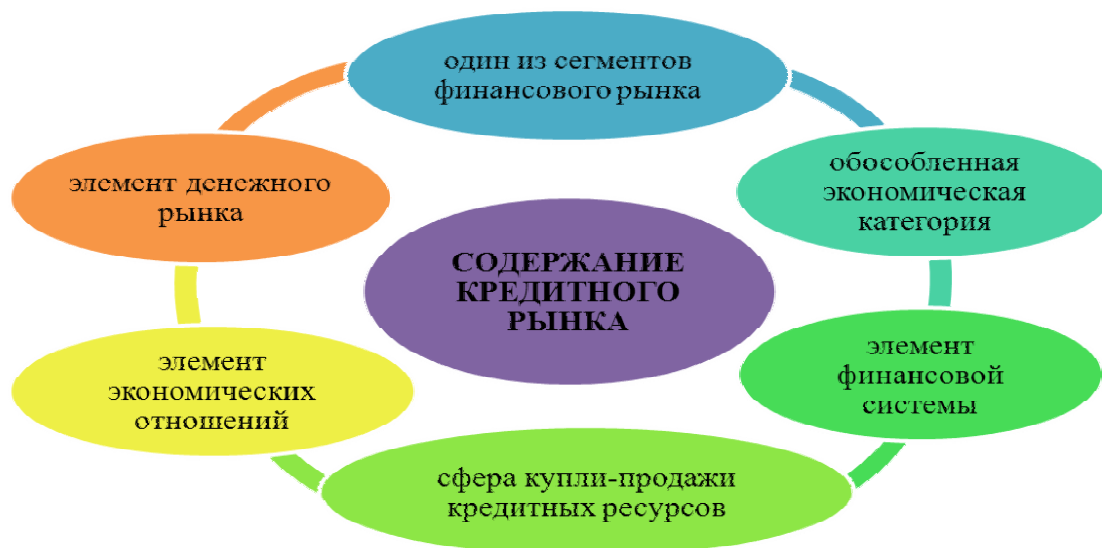 один из сегментов
финансового рынка
обособленная
экономическая
категория
элемент
финансовой
системы
сфера купли-продажи
кредитных ресурсов
элемент
экономических
отношений
элемент денежного
рынка
СОДЕРЖАНИЕ
КРЕДИТНОГО
РЫНКА